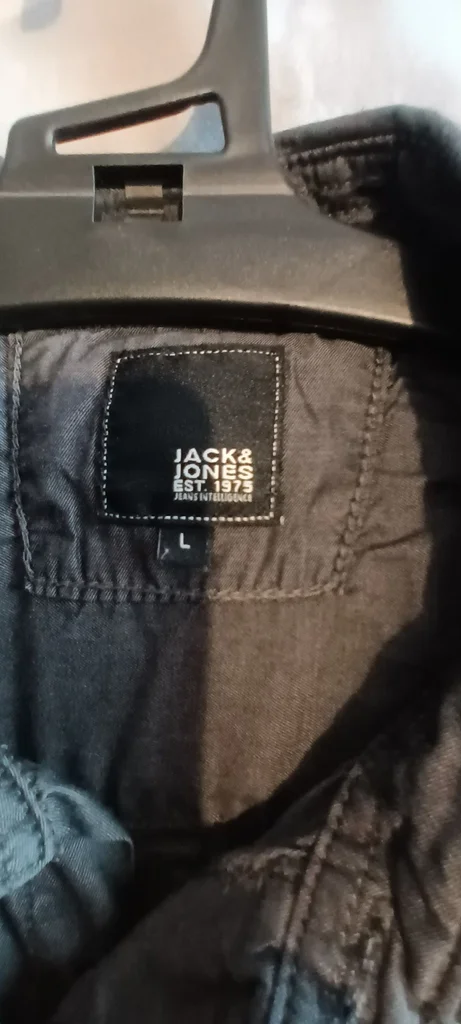 JACK&
JONES
EST. 1975
JEANS INTELLIGENCE
L